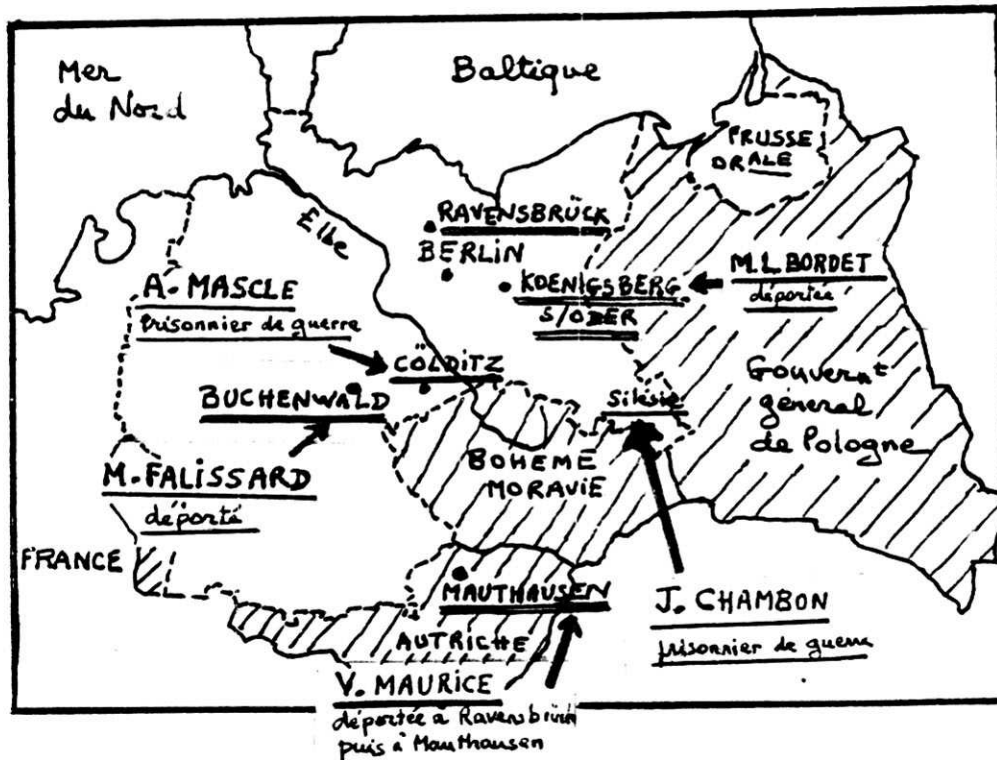 Mer
du Nord
Baltique
PRUSSE
ORALE
Elbe
RAVENSBRÜCK
BERLIN
KOENIGSBERG
S/ODER
M.L. BORDET
déportée
A. MASCLE
prisonnier de guerre
CÖLDITZ
BUCHENWALD
Silésie
Gouvernᵗ
général
de Pologne
BOHEME
MORAVIE
M. FALISSARD
déporté
FRANCE
MAUTHAUSEN
AUTRICHE
J. CHAMBON
prisonnier de guerre
V. MAURICE
déportée à Ravensbrück
puis à Mauthausen